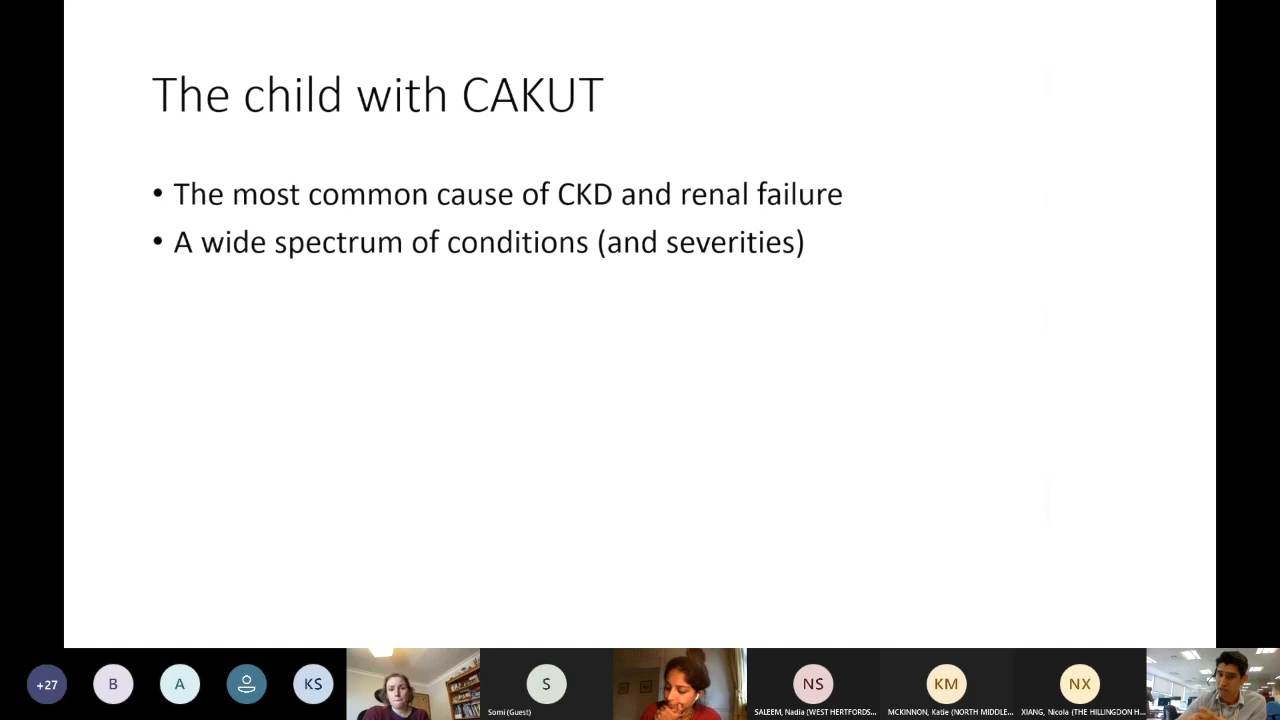 The child with CAKUT
• The most common cause of CKD and renal failure
• A wide spectrum of conditions (and severities)
+27
B
A
KS
S
Somi (Guest)
NS
SALEEM, Nadia (WEST HERTFORDS...
KM
MCKINNON, Katie (NORTH MIDDLE...
NX
XIANG, Nicola (THE HILLINGDON H...